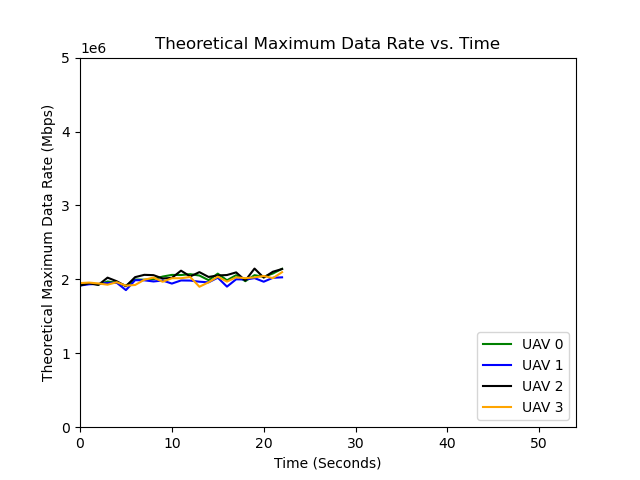 Theoretical Maximum Data Rate vs. Time
1e6
5
4
3
2
1
0
Theoretical Maximum Data Rate (Mbps)
0 10 20 30 40 50
Time (Seconds)
UAV 0
UAV 1
UAV 2
UAV 3